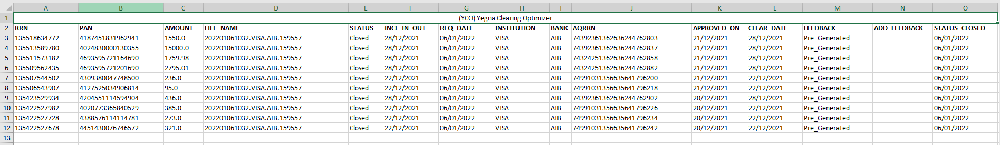 A B C D E F G H I J K L M N O
1 (YCO) Yegna Clearing Optimizer
2 RRN PAN AMOUNT FILE_NAME STATUS INCL_IN_OUT REQ_DATE INSTITUTION BANK AQRRN APPROVED_ON CLEAR_DATE FEEDBACK ADD_FEEDBACK STATUS_CLOSED
3 135518634772 4187451831962941 1550.0 202201061032.VISA.AIB.159557 Closed 28/12/2021 06/01/2022 VISA AIB 74392361362636244762803 21/12/2021 28/12/2021 Pre_Generated 06/01/2022
4 135513589780 4024830000130355 15000.0 202201061032.VISA.AIB.159557 Closed 28/12/2021 06/01/2022 VISA AIB 74392361362636244762837 21/12/2021 28/12/2021 Pre_Generated 06/01/2022
5 135511573182 4693595721164690 1759.98 202201061032.VISA.AIB.159557 Closed 28/12/2021 06/01/2022 VISA AIB 74324251362636244762858 21/12/2021 28/12/2021 Pre_Generated 06/01/2022
6 135509562435 4693595721201690 2795.01 202201061032.VISA.AIB.159557 Closed 28/12/2021 06/01/2022 VISA AIB 74324251362636244762882 21/12/2021 28/12/2021 Pre_Generated 06/01/2022
7 135507544502 4309380047748500 236.0 202201061032.VISA.AIB.159557 Closed 22/12/2021 06/01/2022 VISA AIB 74991031356635641796200 21/12/2021 22/12/2021 Pre_Generated 06/01/2022
8 135506543907 4127525034906814 95.0 202201061032.VISA.AIB.159557 Closed 22/12/2021 06/01/2022 VISA AIB 74991031356635641796218 21/12/2021 22/12/2021 Pre_Generated 06/01/2022
9 135423529934 4204551114594904 436.0 202201061032.VISA.AIB.159557 Closed 28/12/2021 06/01/2022 VISA AIB 74392361362636244762902 20/12/2021 28/12/2021 Pre_Generated 06/01/2022
10 135422527982 4020773365840529 385.0 202201061032.VISA.AIB.159557 Closed 22/12/2021 06/01/2022 VISA AIB 74991031356635641796226 20/12/2021 22/12/2021 Pre_Generated 06/01/2022
11 135422527728 4388576114114781 273.0 202201061032.VISA.AIB.159557 Closed 22/12/2021 06/01/2022 VISA AIB 74991031356635641796234 20/12/2021 22/12/2021 Pre_Generated 06/01/2022
12 135422527678 4451430076746572 321.0 202201061032.VISA.AIB.159557 Closed 22/12/2021 06/01/2022 VISA AIB 74991031356635641796242 20/12/2021 22/12/2021 Pre_Generated 06/01/2022
13